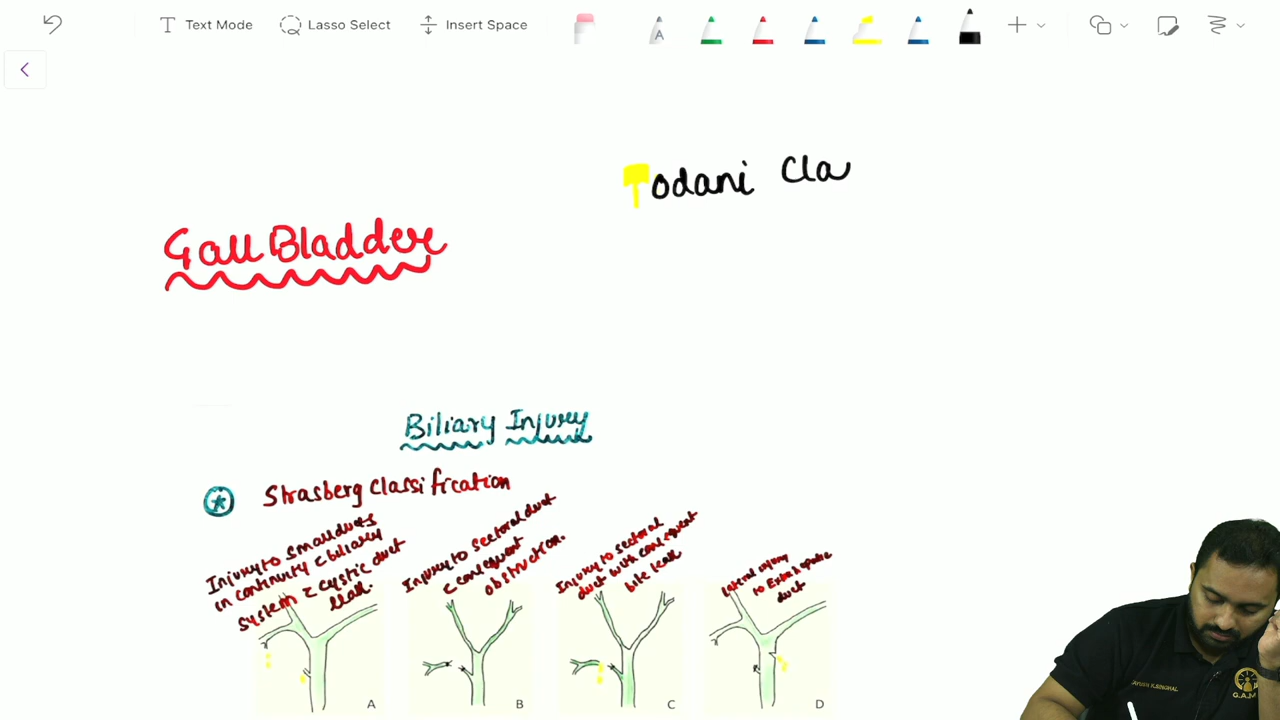 Text Mode
Lasso Select
Insert Space
A
Todani Cla
Gall Bladder
Biliary Injury
* Strasberg Classification
Injury to small ducts
in continuity c biliary
system c cystic duct
leak.
Injury to sectoral duct
c consequent
obstruction.
Injury to sectoral
duct with consequent
bile leak
lateral injury
to Extrahepatic
duct
A
B
C
D
G.A.M